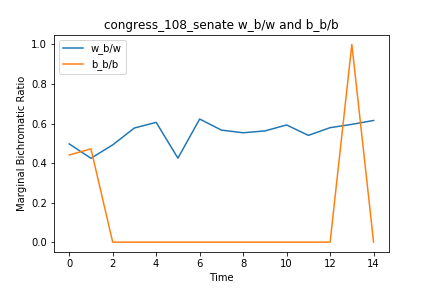 congress_108_senate w_b/w and b_b/b
w_b/w
b_b/b
Marginal Bichromatic Ratio
1.0
0.8
0.6
0.4
0.2
0.0
0 2 4 6 8 10 12 14
Time